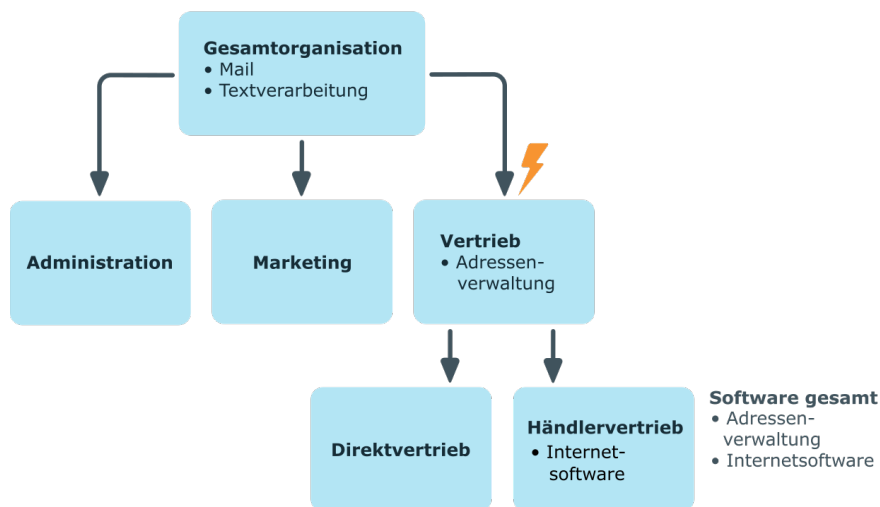 Gesamtorganisation
• Mail
• Textverarbeitung
Administration
Marketing
Vertrieb
• Adressen-
verwaltung
Direktvertrieb
Händlervertrieb
• Internet-
software
Software gesamt
• Adressen-
verwaltung
• Internetsoftware